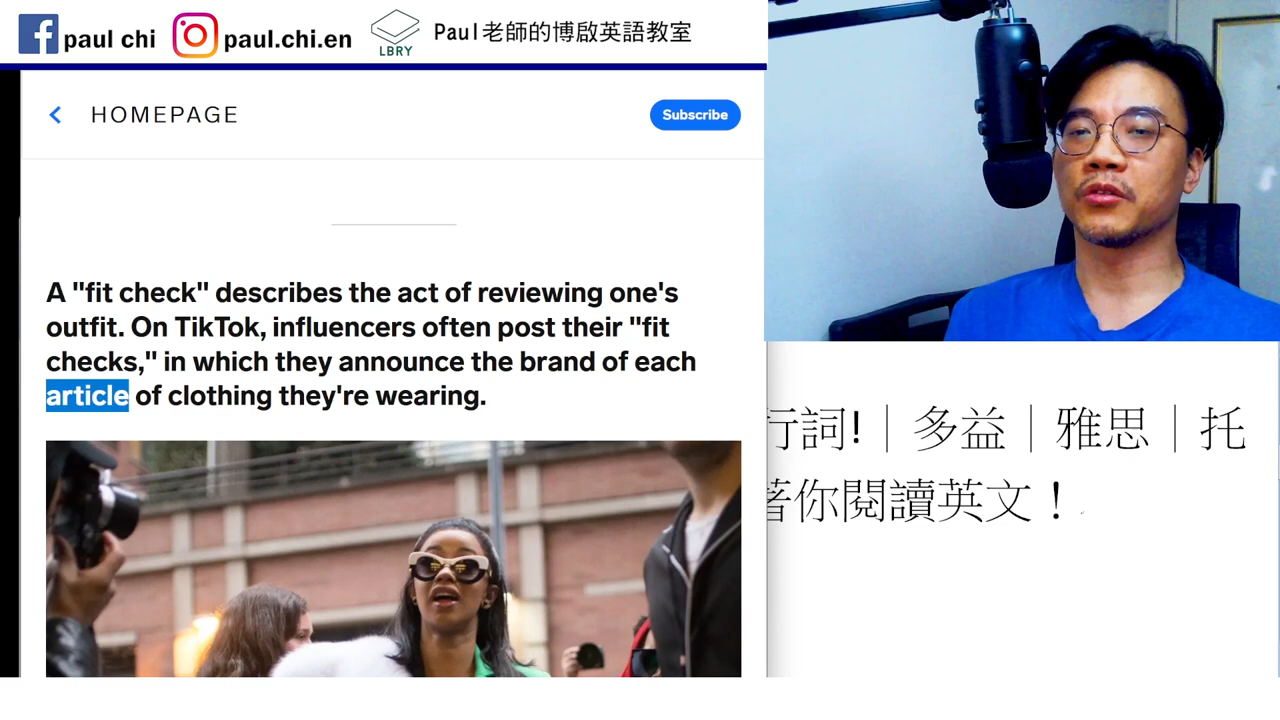 paul chi
paul.chi.en
LBRY
Paul老師的博啟英語教室
HOMEPAGE
Subscribe
A "fit check" describes the act of reviewing one's
outfit. On TikTok, influencers often post their "fit
checks," in which they announce the brand of each
article of clothing they're wearing.
行詞!｜多益｜雅思｜托
著你閱讀英文！